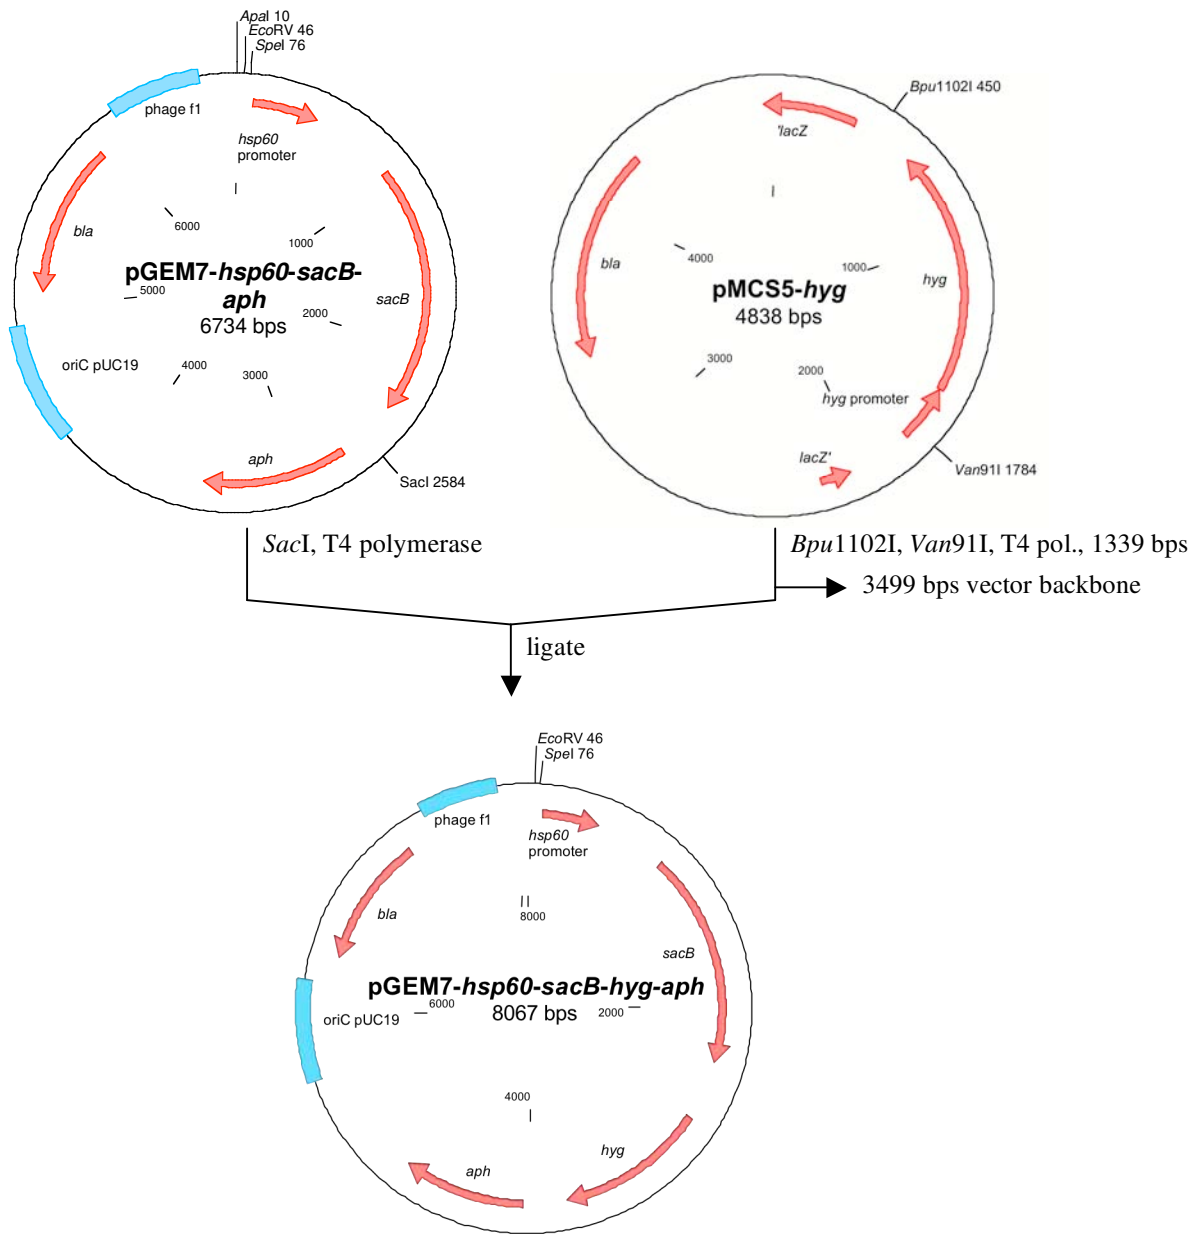 ApaI 10
EcoRV 46
SpeI 76
phage f1
hsp60
promoter
bla
6000
1000
pGEM7-hsp60-sacB-
aph
6734 bps
5000
sacB
2000
oriC pUC19
4000
3000
aph
SacI 2584
Bpu1102I 450
'lacZ
hyg
bla
4000
1000
pMCS5-hyg
4838 bps
3000
2000
hyg promoter
lacZ'
Van91I 1784
SacI, T4 polymerase
Bpu1102I, Van91I, T4 pol., 1339 bps
3499 bps vector backbone
ligate
EcoRV 46
SpeI 76
phage f1
hsp60
promoter
bla
8000
sacB
pGEM7-hsp60-sacB-hyg-aph
8067 bps
6000
2000
oriC pUC19
4000
hyg
aph